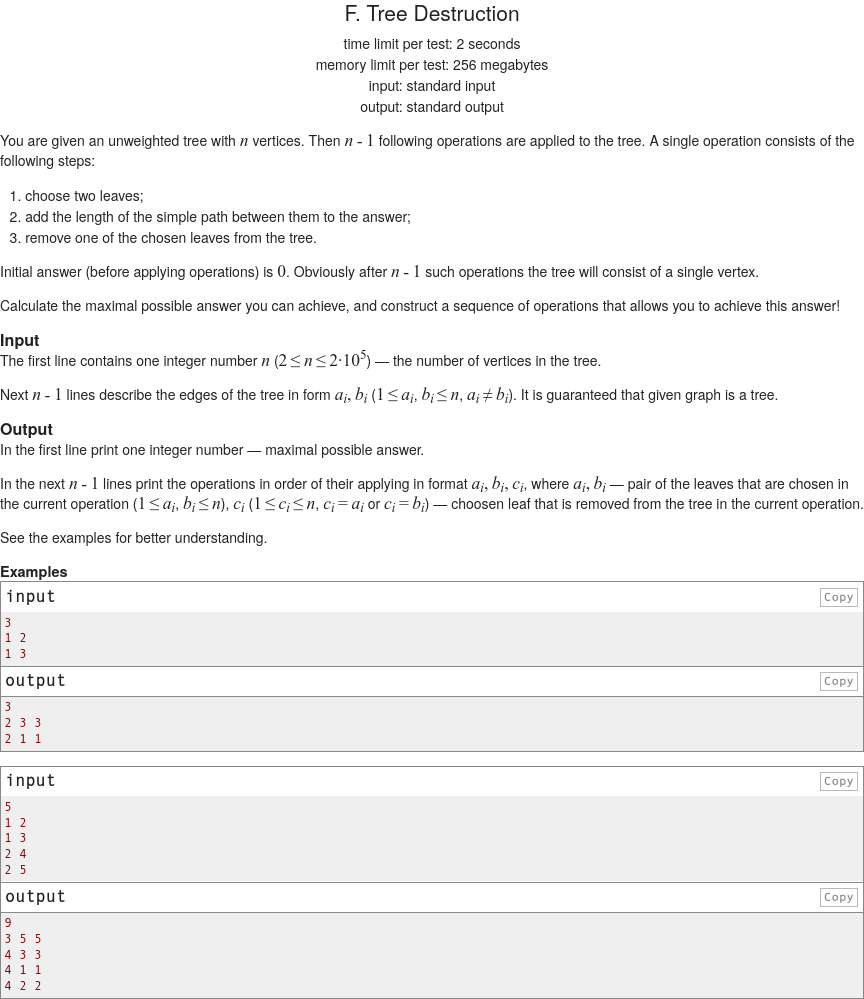 F. Tree Destruction
time limit per test: 2 seconds
memory limit per test: 256 megabytes
input: standard input
output: standard output
You are given an unweighted tree with n vertices. Then n - 1 following operations are applied to the tree. A single operation consists of the
following steps:
1. choose two leaves;
2. add the length of the simple path between them to the answer;
3. remove one of the chosen leaves from the tree.
Initial answer (before applying operations) is 0. Obviously after n - 1 such operations the tree will consist of a single vertex.
Calculate the maximal possible answer you can achieve, and construct a sequence of operations that allows you to achieve this answer!
Input
The first line contains one integer number n (2 ≤ n ≤ 2·10^5) — the number of vertices in the tree.
Next n - 1 lines describe the edges of the tree in form a_i, b_i (1 ≤ a_i, b_i ≤ n, a_i ≠ b_i). It is guaranteed that given graph is a tree.
Output
In the first line print one integer number — maximal possible answer.
In the next n - 1 lines print the operations in order of their applying in format a_i, b_i, c_i, where a_i, b_i — pair of the leaves that are chosen in
the current operation (1 ≤ a_i, b_i ≤ n), c_i (1 ≤ c_i ≤ n, c_i = a_i or c_i = b_i) — choosen leaf that is removed from the tree in the current operation.
See the examples for better understanding.
Examples
input Copy
3
1 2
1 3
output Copy
3
2 3 3
2 1 1
input Copy
5
1 2
1 3
2 4
2 5
output Copy
9
3 5 5
4 3 3
4 1 1
4 2 2